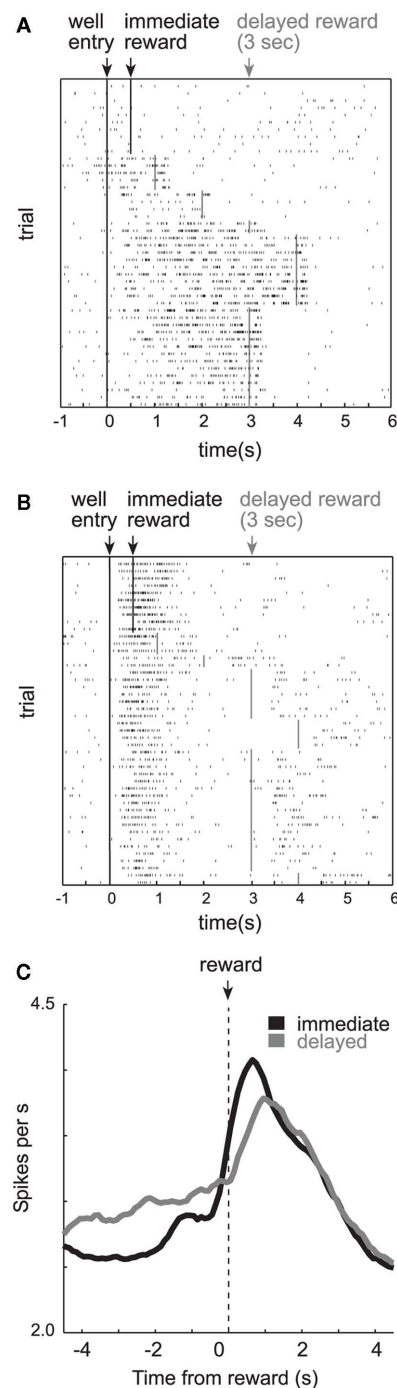 A
well immediate delayed reward
entry reward (3 sec)
trial
-1 0 1 2 3 4 5 6
time(s)
B
well immediate delayed reward
entry reward (3 sec)
trial
-1 0 1 2 3 4 5 6
time(s)
C
reward
4.5
immediate
delayed
Spikes per s
2.0
-4 -2 0 2 4
Time from reward (s)